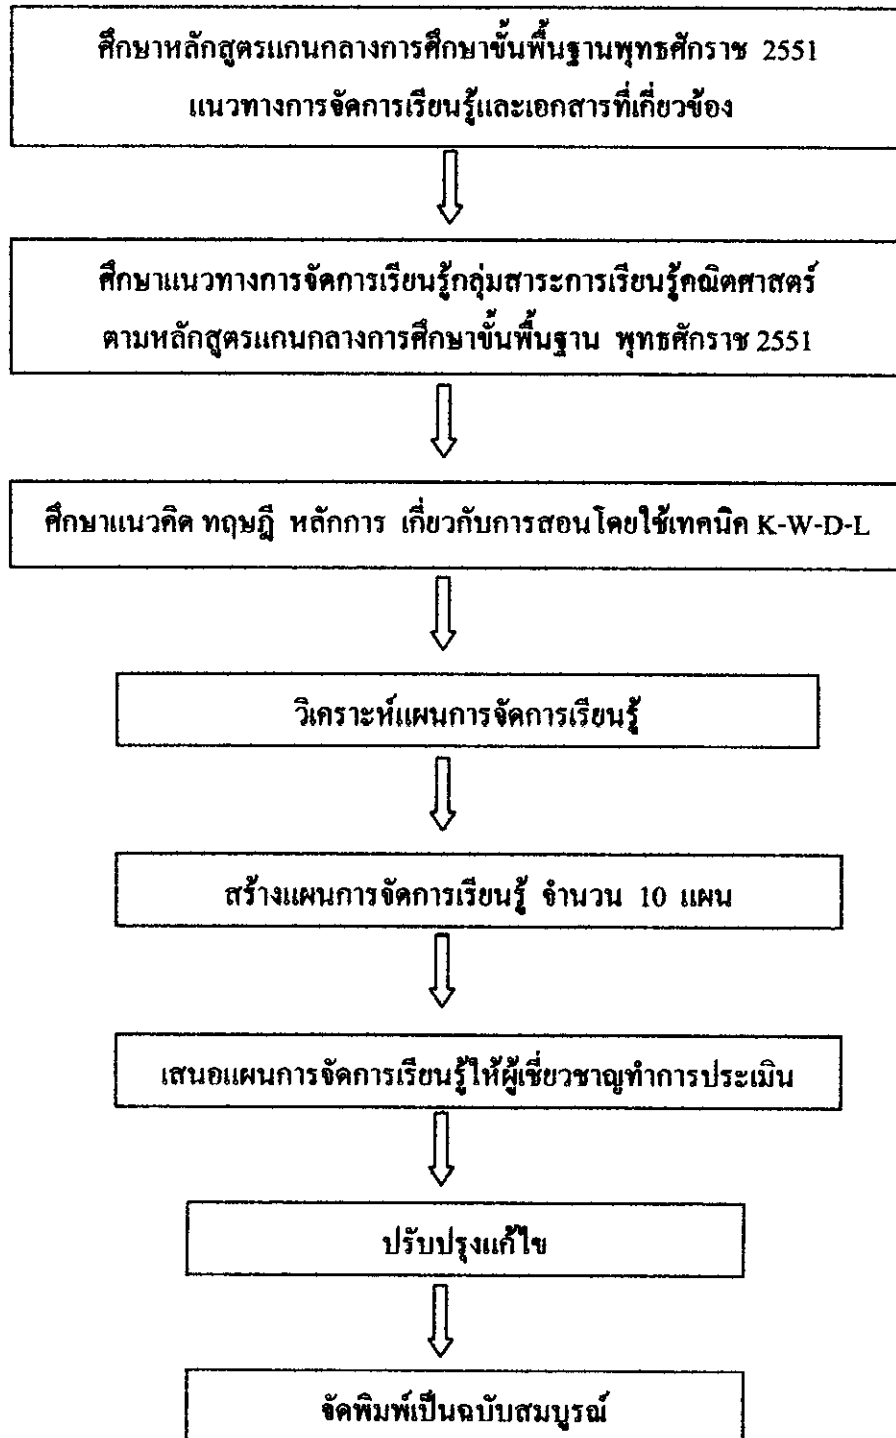 ศึกษาหลักสูตรแกนกลางการศึกษาขั้นพื้นฐานพุทธศักราช 2551
แนวทางการจัดการเรียนรู้และเอกสารที่เกี่ยวข้อง
ศึกษาแนวทางการจัดการเรียนรู้กลุ่มสาระการเรียนรู้คณิตศาสตร์
ตามหลักสูตรแกนกลางการศึกษาขั้นพื้นฐาน พุทธศักราช 2551
ศึกษาแนวคิด ทฤษฎี หลักการ เกี่ยวกับการสอนโดยใช้เทคนิค K-W-D-L
วิเคราะห์แผนการจัดการเรียนรู้
สร้างแผนการจัดการเรียนรู้ จำนวน 10 แผน
เสนอแผนการจัดการเรียนรู้ให้ผู้เชี่ยวชาญทำการประเมิน
ปรับปรุงแก้ไข
จัดพิมพ์เป็นฉบับสมบูรณ์